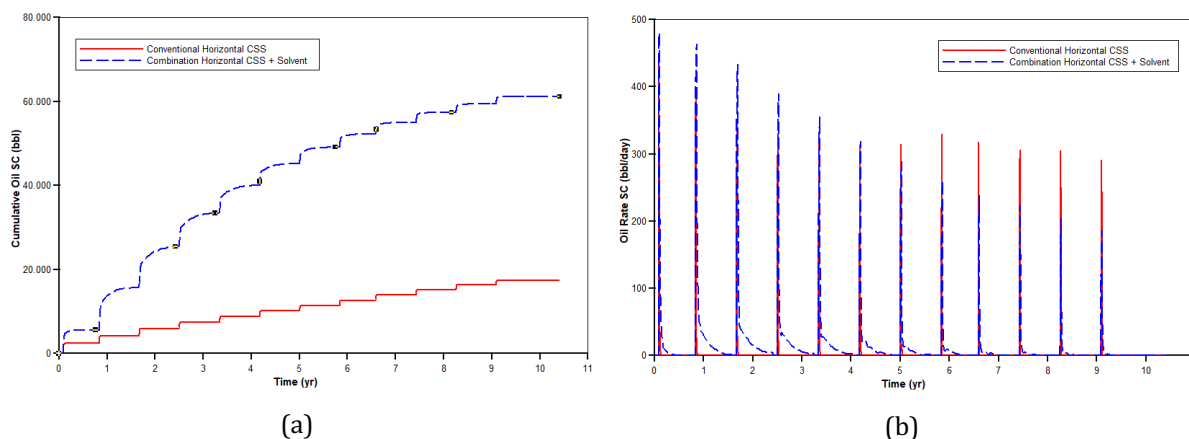 80.000
60.000
40.000
20.000
0
Cumulative Oil SC (bbl)
Conventional Horizontal CSS
Combination Horizontal CSS + Solvent
0 1 2 3 4 5 6 7 8 9 10 11
Time (yr)
(a)
500
400
300
200
100
0
Oil Rate SC (bbl/day)
Conventional Horizontal CSS
Combination Horizontal CSS + Solvent
0 1 2 3 4 5 6 7 8 9 10
Time (yr)
(b)